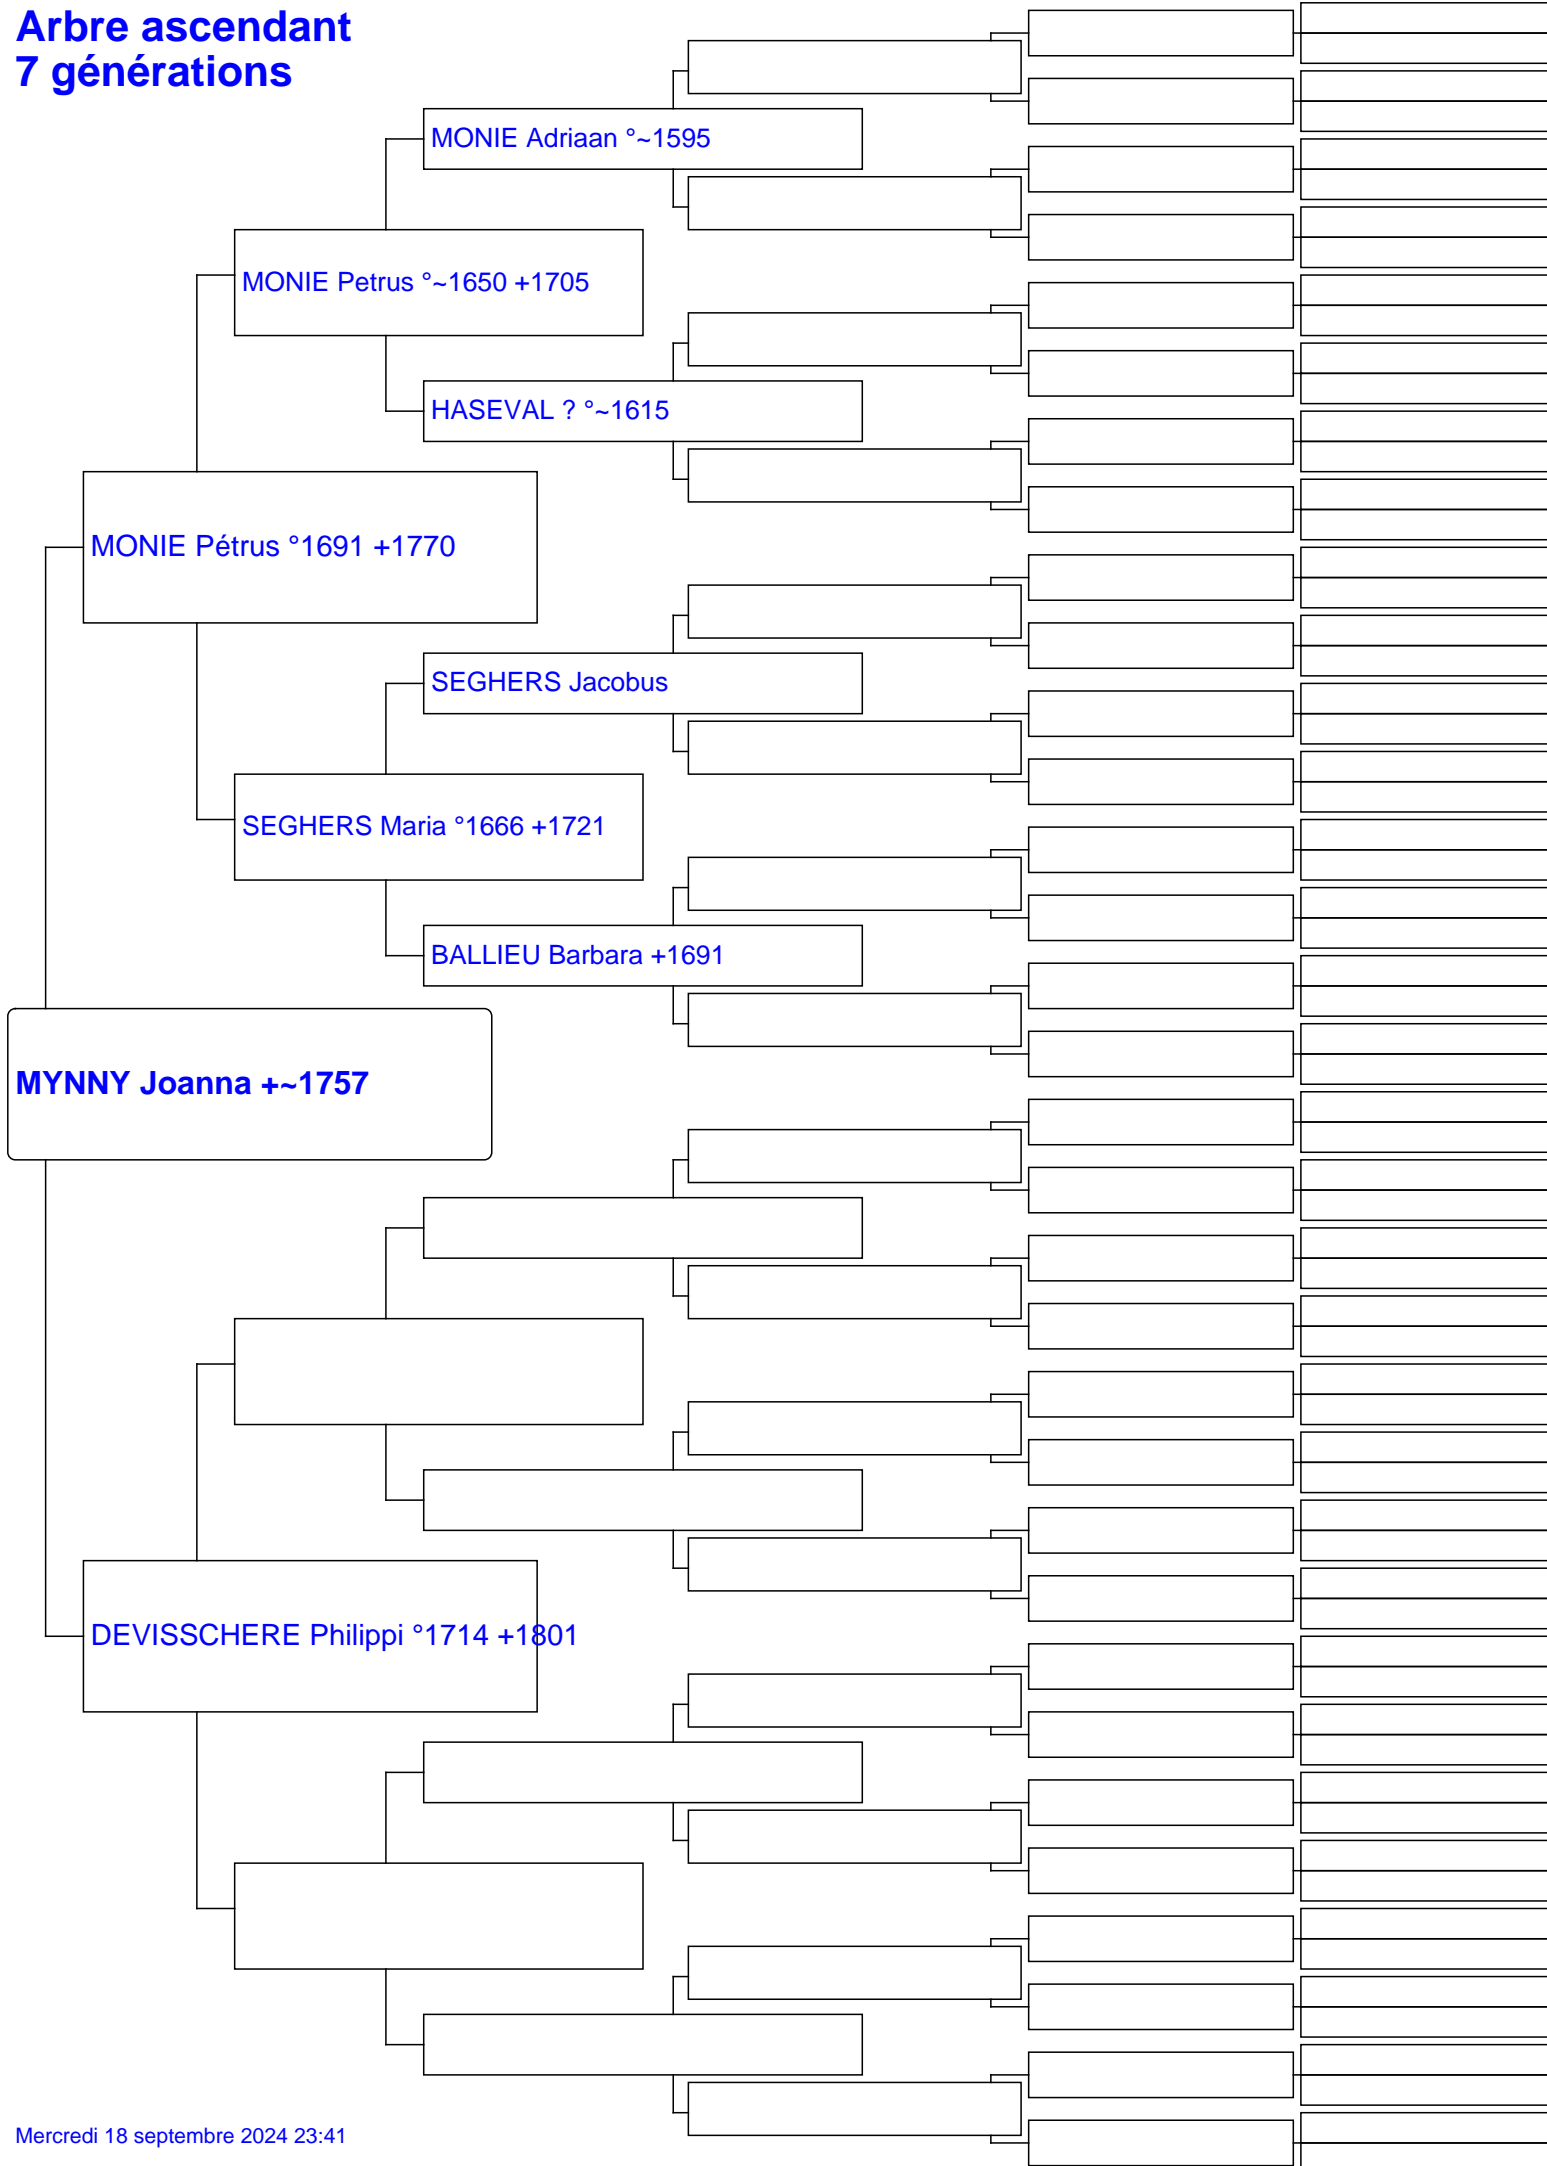 Arbre ascendant
7 générations
MONIE Adriaan °~1595
MONIE Petrus °~1650 +1705
HASEVAL ? °~1615
MONIE Pétrus °1691 +1770
SEGHERS Jacobus
SEGHERS Maria °1666 +1721
BALLIEU Barbara +1691
MYNNY Joanna +~1757
DEVISSCHERE Philippi °1714 +1801
Mercredi 18 septembre 2024 23:41